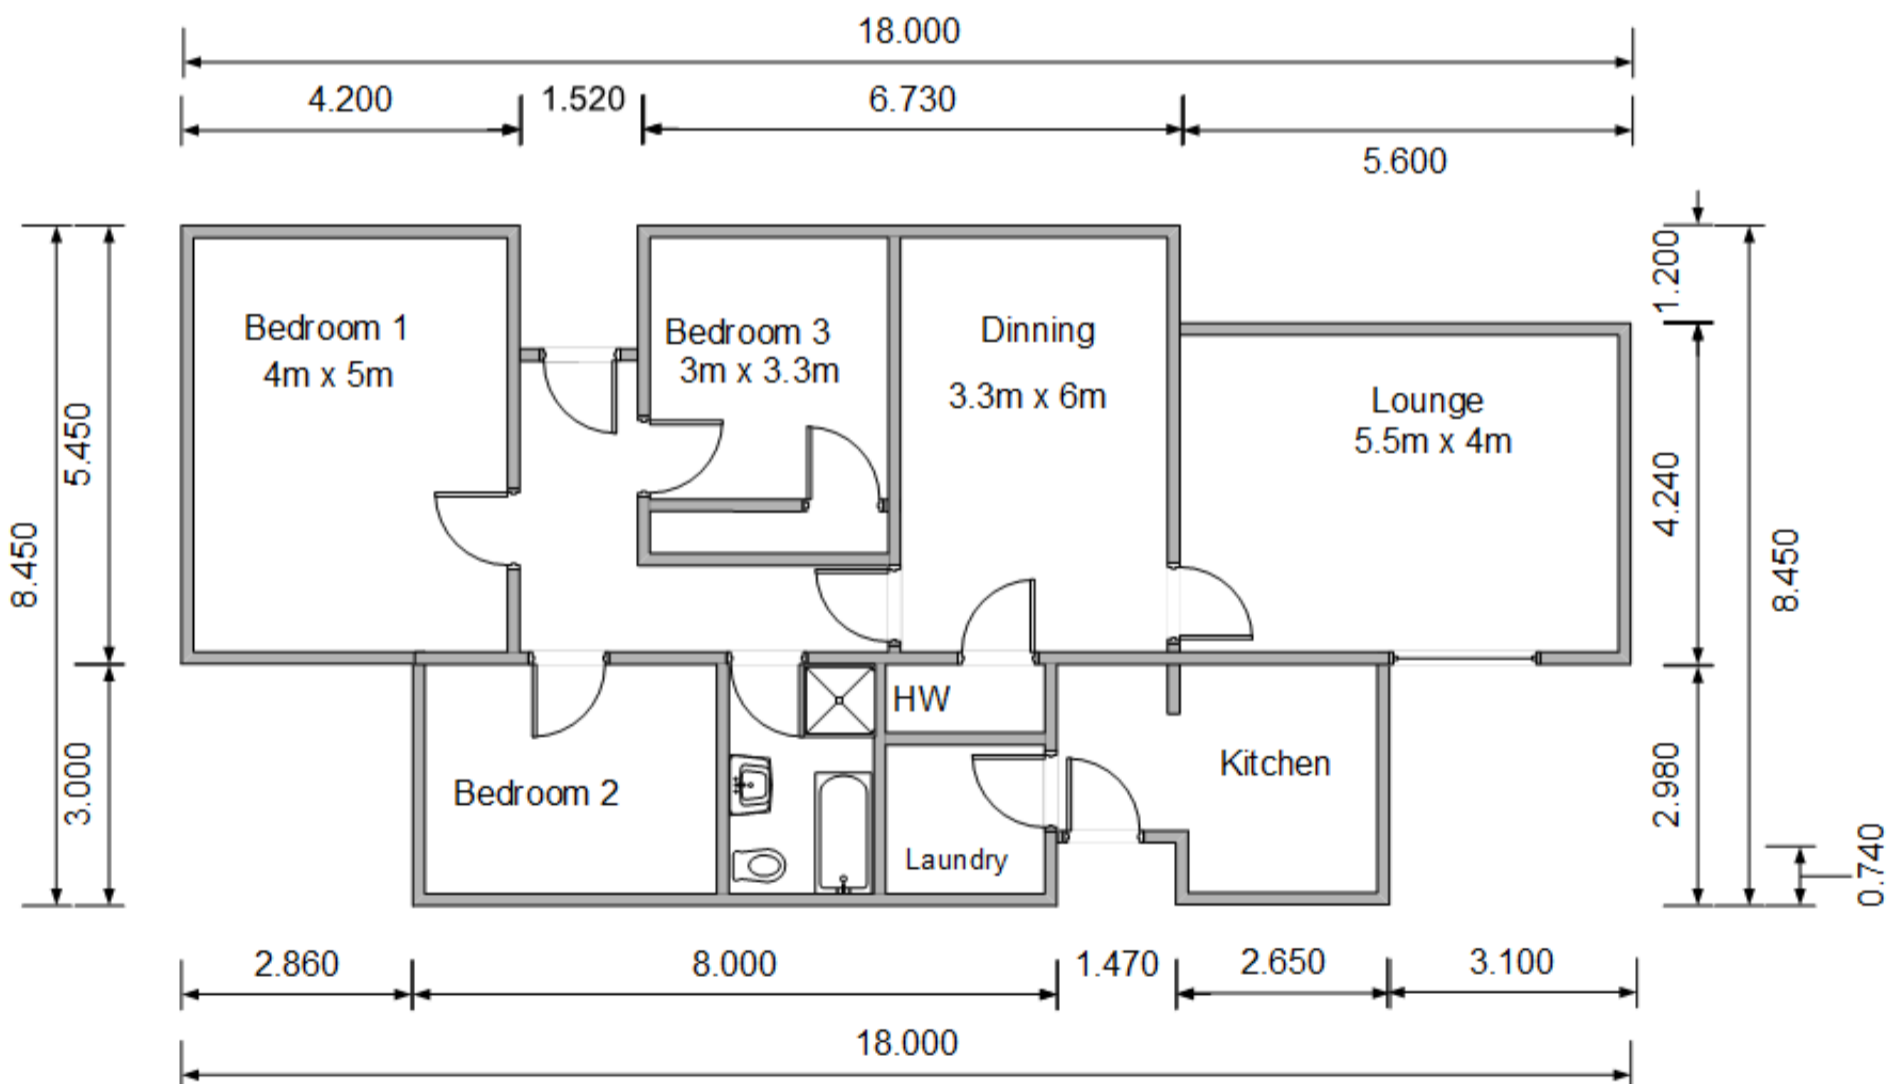 18.000
4.200 1.520 6.730
5.600
1.200
Bedroom 1
4m x 5m
Bedroom 3
3m x 3.3m
Dinning
3.3m x 6m
Lounge
5.5m x 4m
5.450
4.240
8.450
8.450
HW
3.000
Bedroom 2
Kitchen
2.980
Laundry
0.740
2.860 8.000 1.470 2.650 3.100
18.000